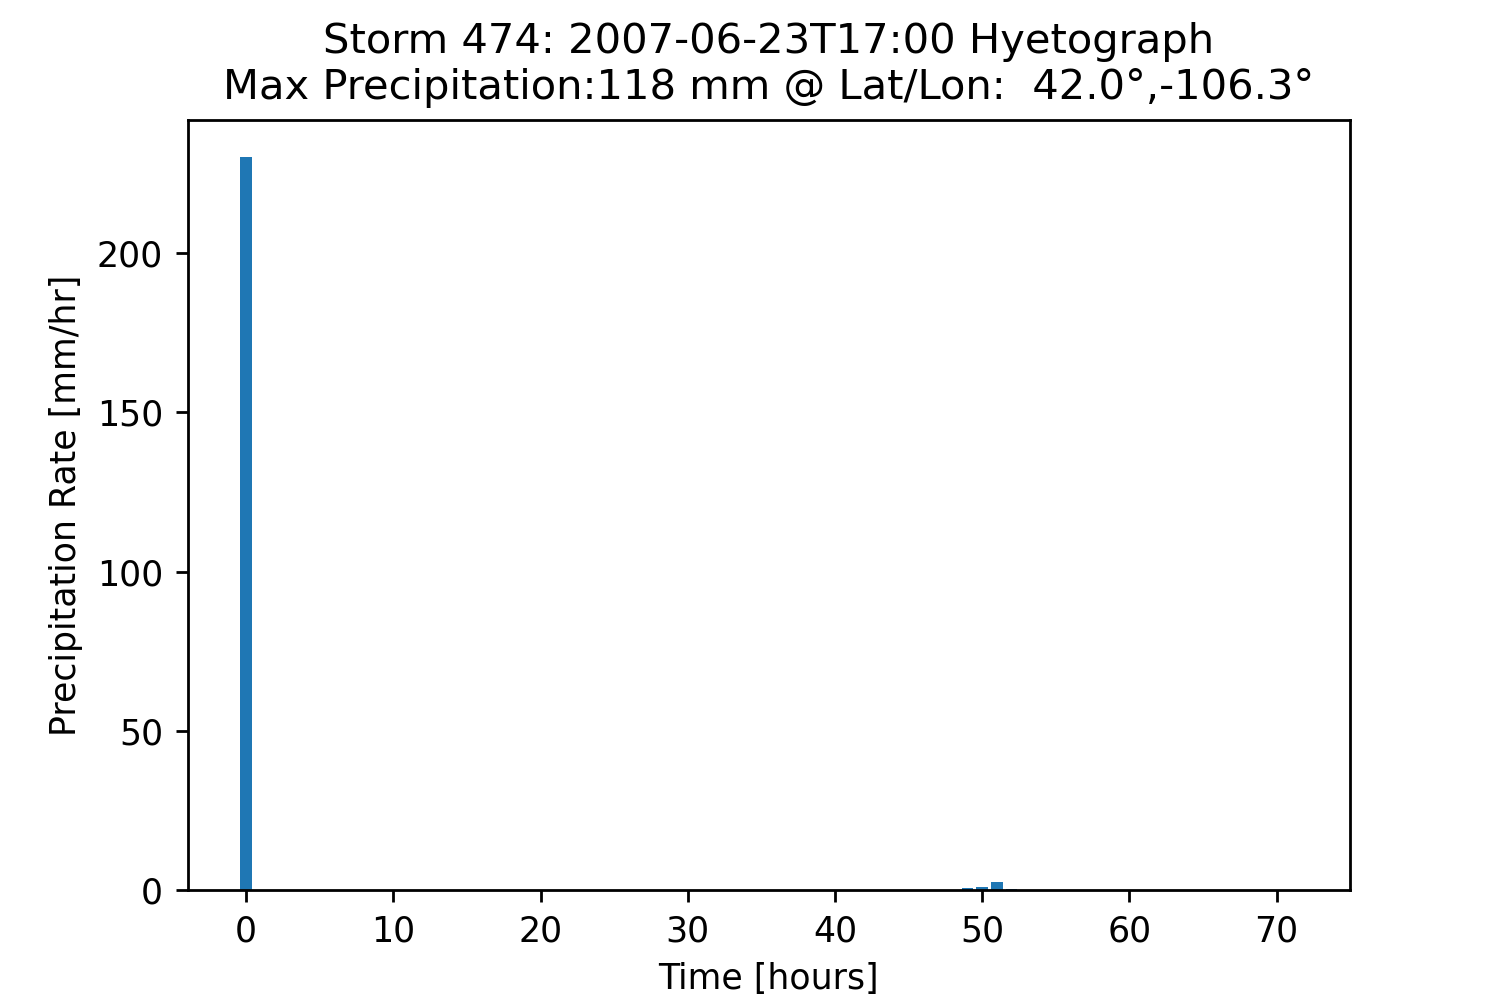 Storm 474: 2007-06-23T17:00 Hyetograph
Max Precipitation:118 mm @ Lat/Lon:  42.0°,-106.3°
Precipitation Rate [mm/hr]
200
150
100
50
0
0 10 20 30 40 50 60 70
Time [hours]